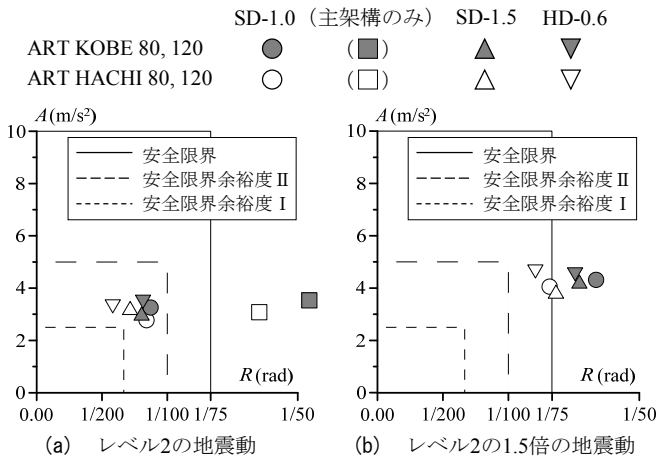 SD-1.0 (主架構のみ) SD-1.5 HD-0.6
ART KOBE 80, 120 ( )
ART HACHI 80, 120 ( )
A(m/s²)
10
8
6
4
2
0
安全限界
安全限界余裕度Ⅱ
安全限界余裕度Ⅰ
R(rad)
0.00 1/200 1/100 1/75 1/50
(a) レベル2の地震動
A(m/s²)
10
8
6
4
2
0
安全限界
安全限界余裕度Ⅱ
安全限界余裕度Ⅰ
R(rad)
0.00 1/200 1/100 1/75 1/50
(b) レベル2の1.5倍の地震動